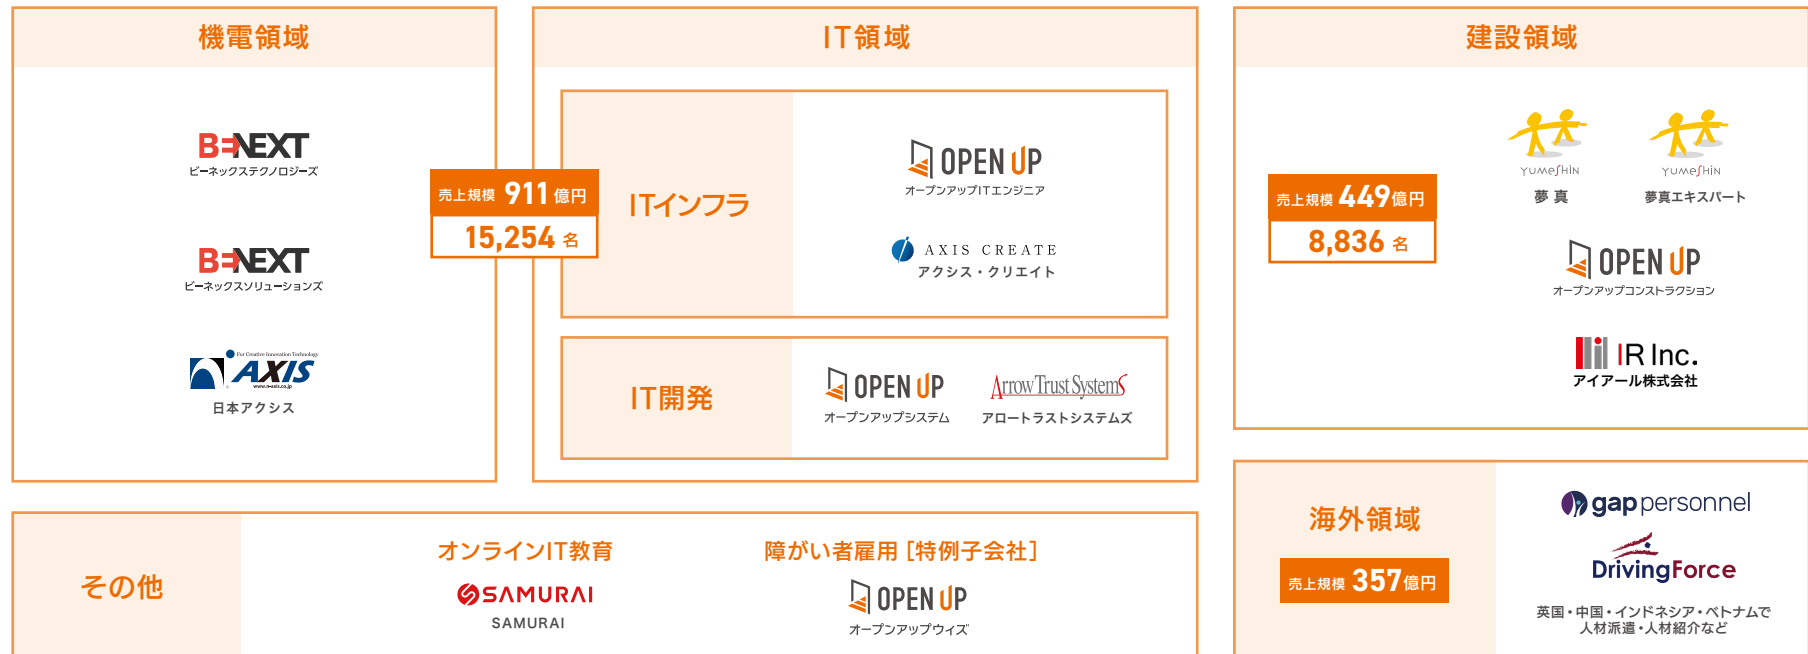 機電領域
BENEXT
ビーネックステクノロジーズ
BENEXT
ビーネックスソリューションズ
For Creative Innovation Technology
AXIS
www.n-axis.co.jp
日本アクシス
売上規模 911億円
15,254 名
IT領域
ITインフラ
OPEN UP
オープンアップITエンジニア
AXIS CREATE
アクシス・クリエイト
IT開発
OPEN UP
オープンアップシステム
Arrow Trust Systems
アロートラストシステムズ
建設領域
売上規模 449億円
8,836 名
YUMESHIN
夢真
YUMESHIN
夢真エキスパート
OPEN UP
オープンアップコンストラクション
IR Inc.
アイアール株式会社
その他
オンラインIT教育
SAMURAI
SAMURAI
障がい者雇用［特例子会社］
OPEN UP
オープンアップウィズ
海外領域
売上規模 357億円
gap personnel
DrivingForce
英国・中国・インドネシア・ベトナムで
人材派遣・人材紹介など